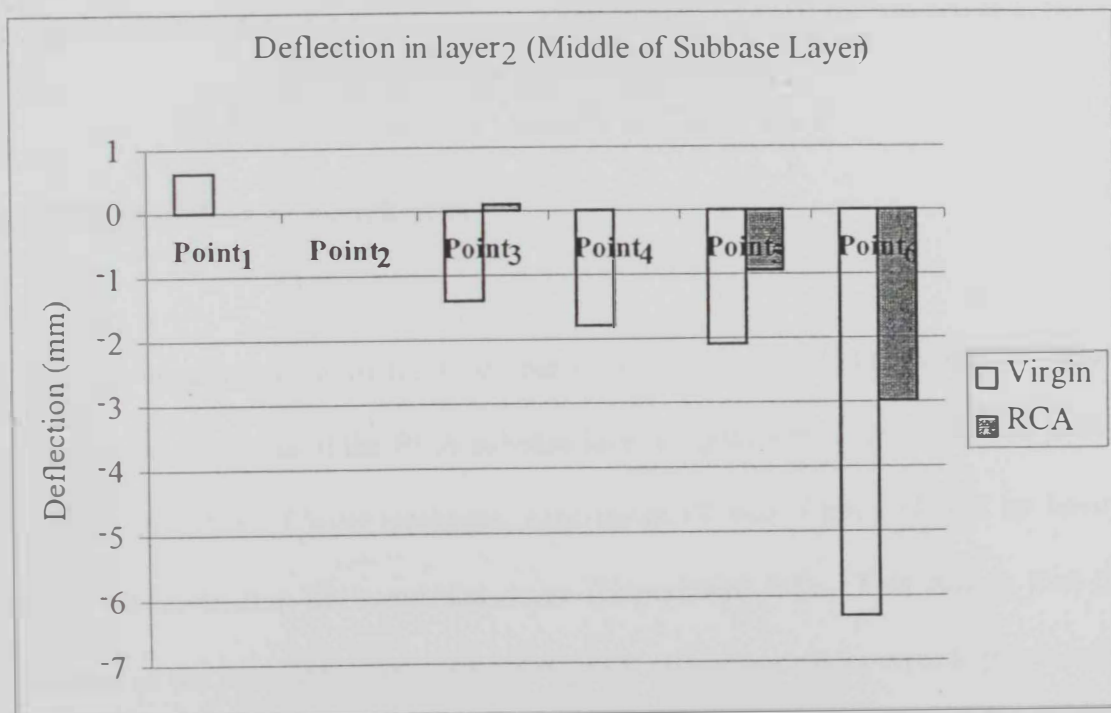 Deflection in layer2 (Middle of Subbase Layer)
1
0
-1
-2
-3
-4
-5
-6
-7
Deflection (mm)
Point1
Point2
Point3
Point4
Point5
Point6
Virgin
RCA